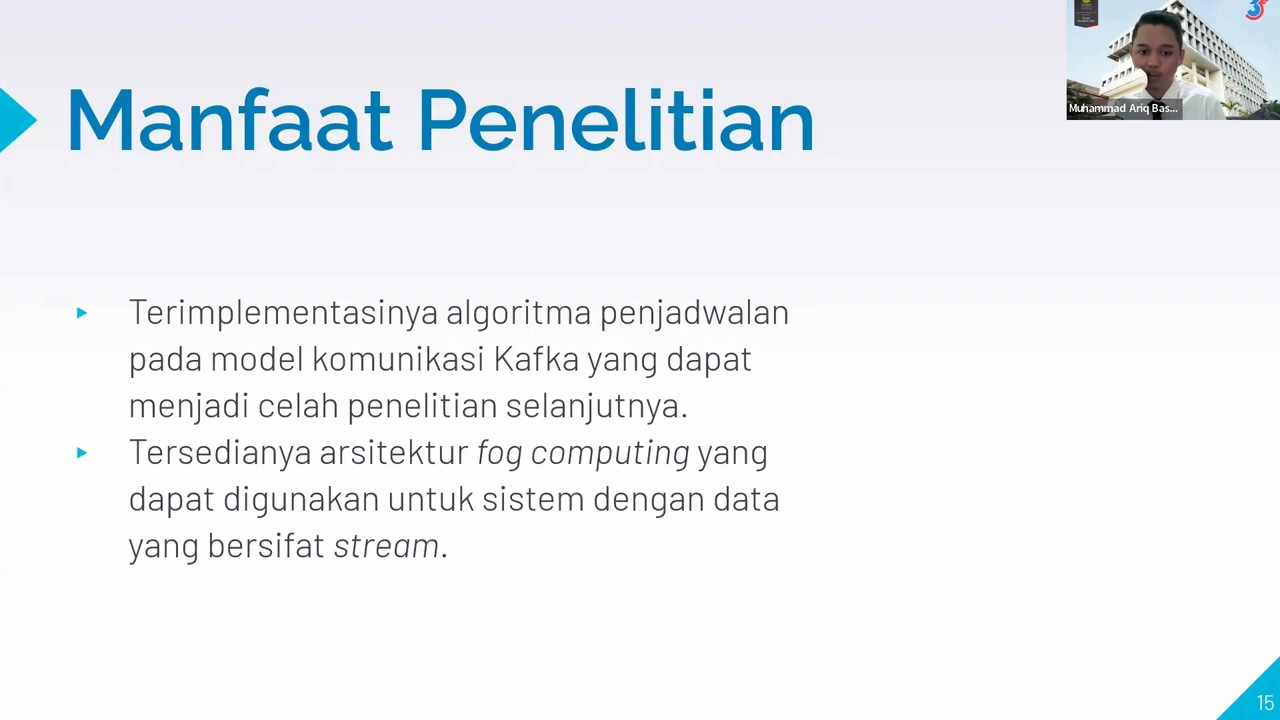 Manfaat Penelitian
Muhammad Ariq Bas...
Terimplementasinya algoritma penjadwalan
pada model komunikasi Kafka yang dapat
menjadi celah penelitian selanjutnya.
Tersedianya arsitektur fog computing yang
dapat digunakan untuk sistem dengan data
yang bersifat stream.
15